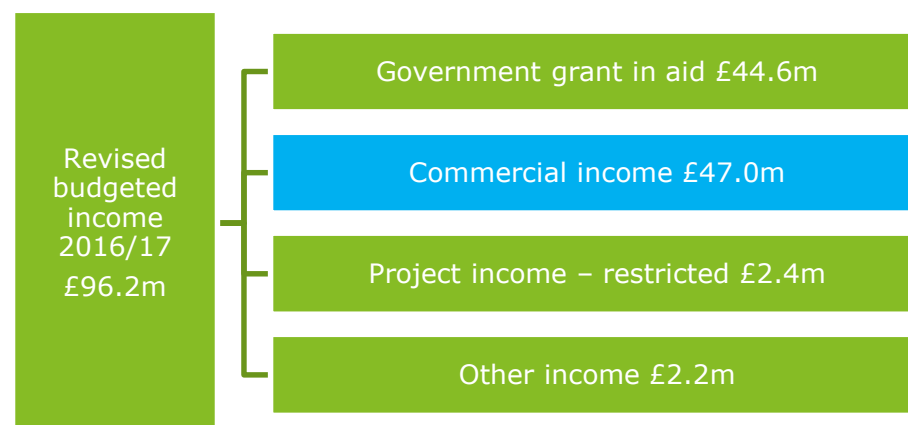 Revised
budgeted
income
2016/17
£96.2m
Government grant in aid £44.6m
Commercial income £47.0m
Project income – restricted £2.4m
Other income £2.2m